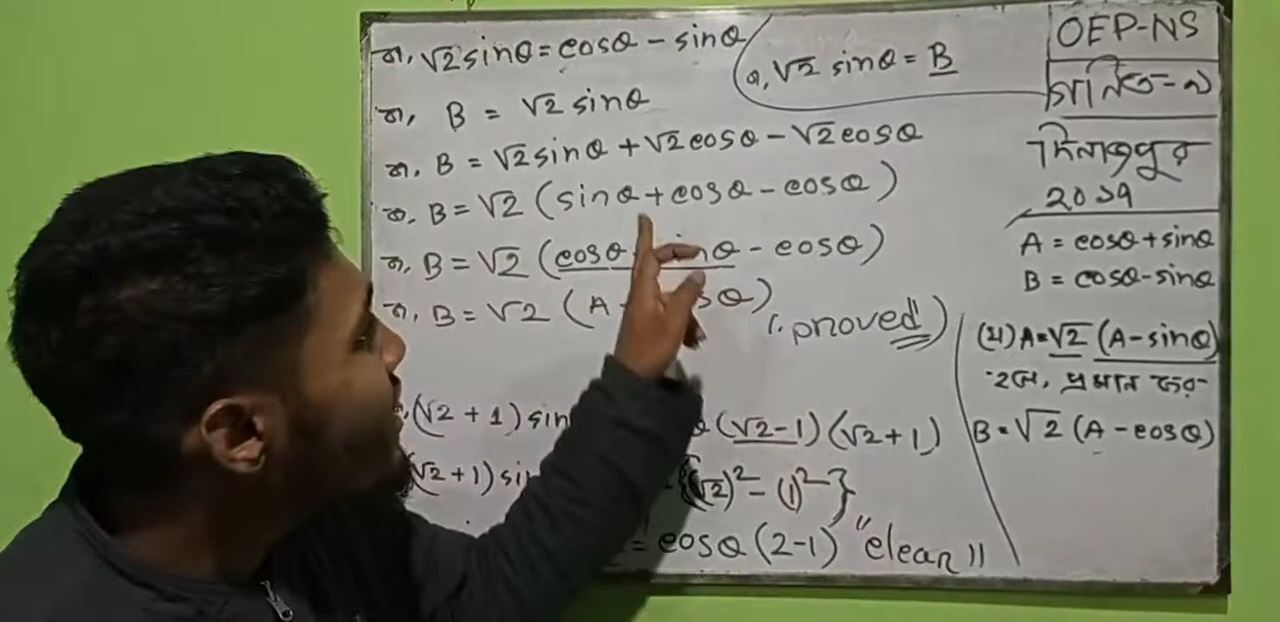 বা, √2 sinθ = cosθ - sinθ
বা, √2 sinθ = B
বা, B = √2 sinθ
বা, B = √2 sinθ + √2 cosθ - √2 cosθ
বা, B = √2 (sinθ + cosθ - cosθ)
বা, B = √2 (cosθ sinθ - cosθ)
বা, B = √2 (A cosθ)
(proved)
(√2 + 1) sin (√2-1) (√2+1)
(√2+1) sin {(√2)² - (1)²}
= cosθ (2-1) "clear"
OEP-NS
গনিত-৯
দিনাজপুর
2019
A = cosθ + sinθ
B = cosθ - sinθ
(খ) A = √2 (A - sinθ)
হলে, প্রমান কর
B = √2 (A - cosθ)